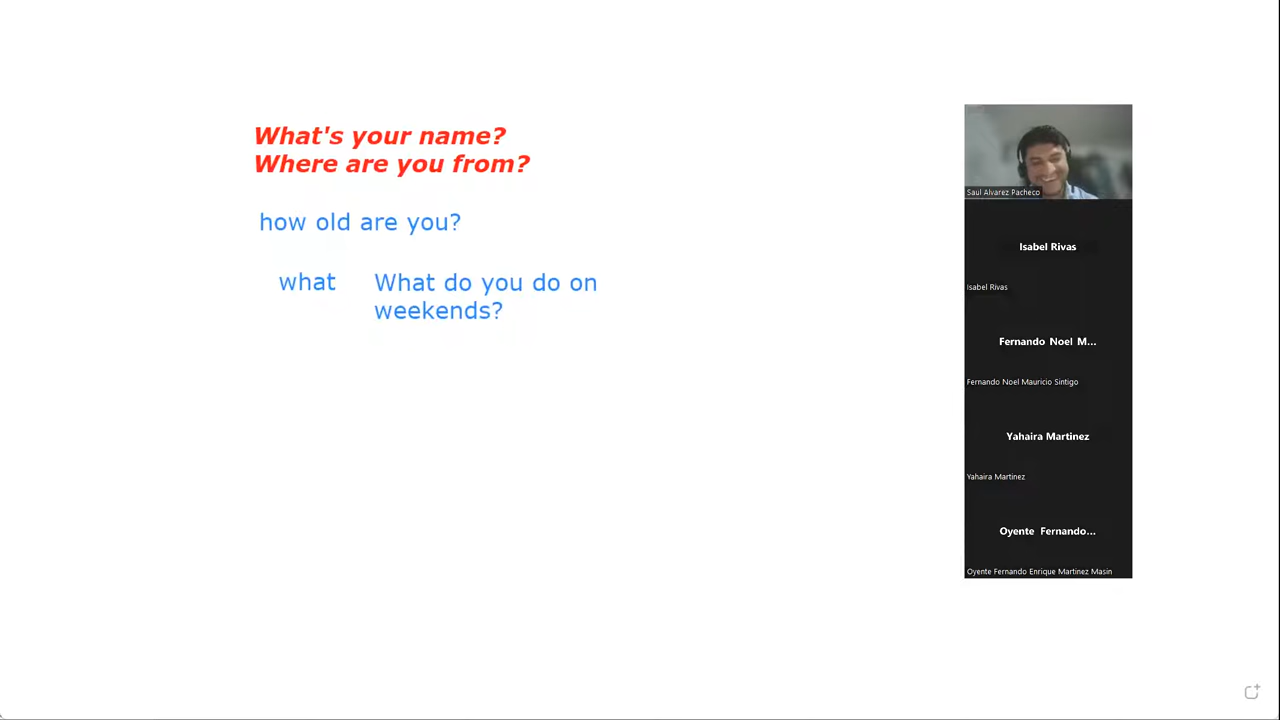 What's your name?
Where are you from?
how old are you?
what
What do you do on
weekends?
Saul Alvarez Pacheco
Isabel Rivas
Isabel Rivas
Fernando Noel M...
Fernando Noel Mauricio Sintigo
Yahaira Martinez
Yahaira Martinez
Oyente Fernando...
Oyente Fernando Enrique Martinez Masin